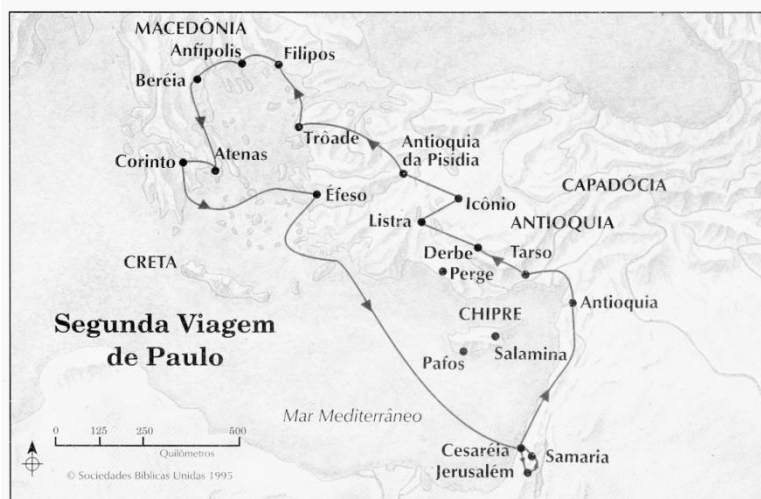 MACEDÔNIA
Anfípolis
Filipos
Beréia
Trôade
Antioquia
da Pisídia
Corinto
Atenas
Éfeso
Icônio
CAPADÓCIA
Listra
ANTIOQUIA
Derbe
Tarso
Perge
CRETA
Antioquia
CHIPRE
Salamina
Pafos
Segunda Viagem
de Paulo
Mar Mediterrâneo
0 125 250 500
Quilômetros
Cesaréia
Samaria
Jerusalém
© Sociedades Bíblicas Unidas 1995